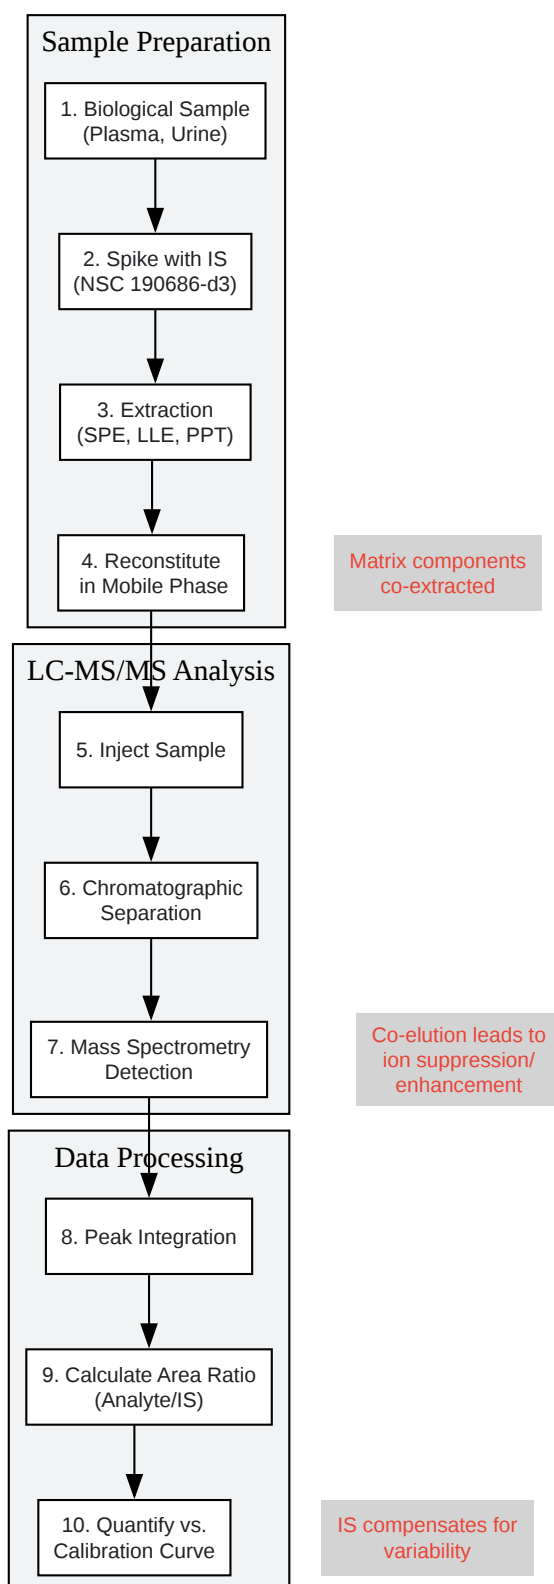 Sample Preparation
1. Biological Sample
(Plasma, Urine)
2. Spike with IS
(NSC 190686-d3)
3. Extraction
(SPE, LLE, PPT)
4. Reconstitute
in Mobile Phase
Matrix components
co-extracted
LC-MS/MS Analysis
5. Inject Sample
6. Chromatographic
Separation
7. Mass Spectrometry
Detection
Co-elution leads to
ion suppression/
enhancement
Data Processing
8. Peak Integration
9. Calculate Area Ratio
(Analyte/IS)
10. Quantify vs.
Calibration Curve
IS compensates for
variability